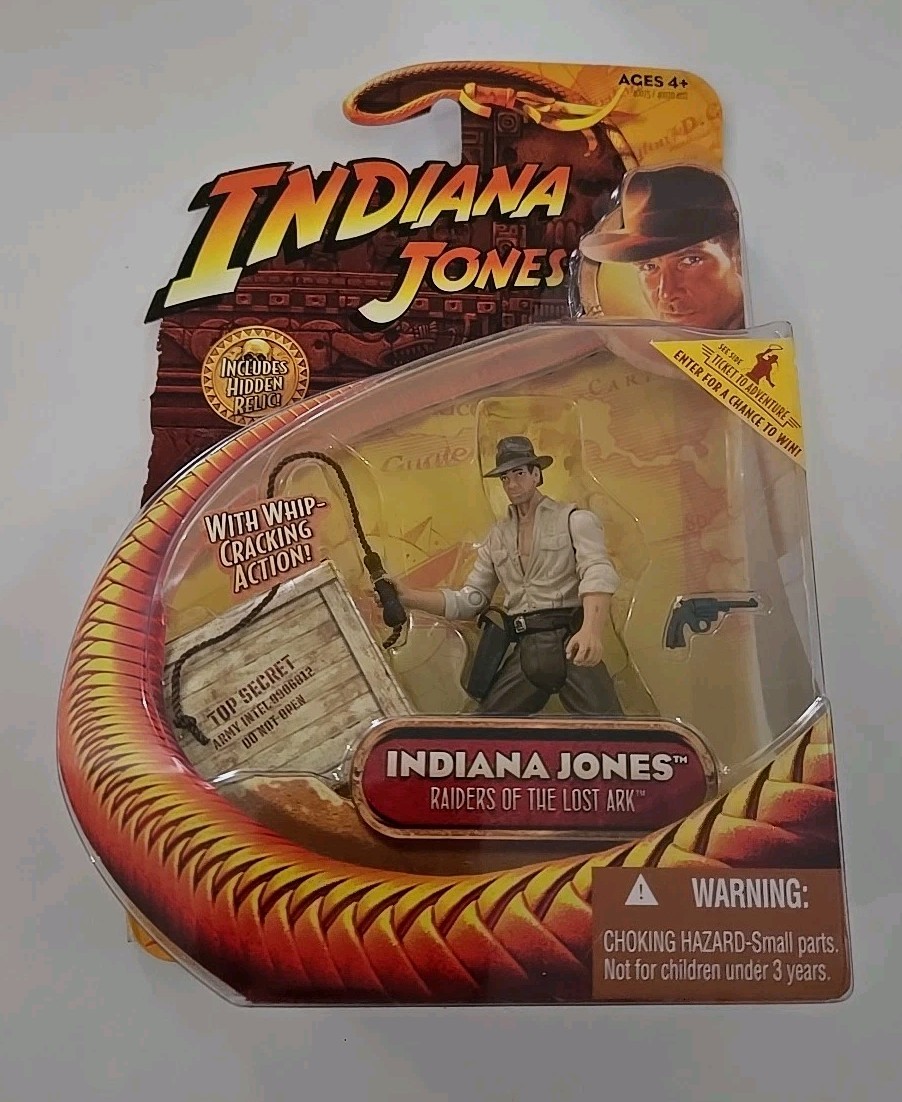 AGES 4+
INDIANA
JONES
INCLUDES
HIDDEN
RELIC!
SEE SIDE
TICKET TO ADVENTURE
ENTER FOR A CHANCE TO WIN!
WITH WHIP-
CRACKING
ACTION!
TOP SECRET
ARMY INTEL 9906812
DO NOT OPEN
INDIANA JONES™
RAIDERS OF THE LOST ARK™
WARNING:
CHOKING HAZARD-Small parts.
Not for children under 3 years.